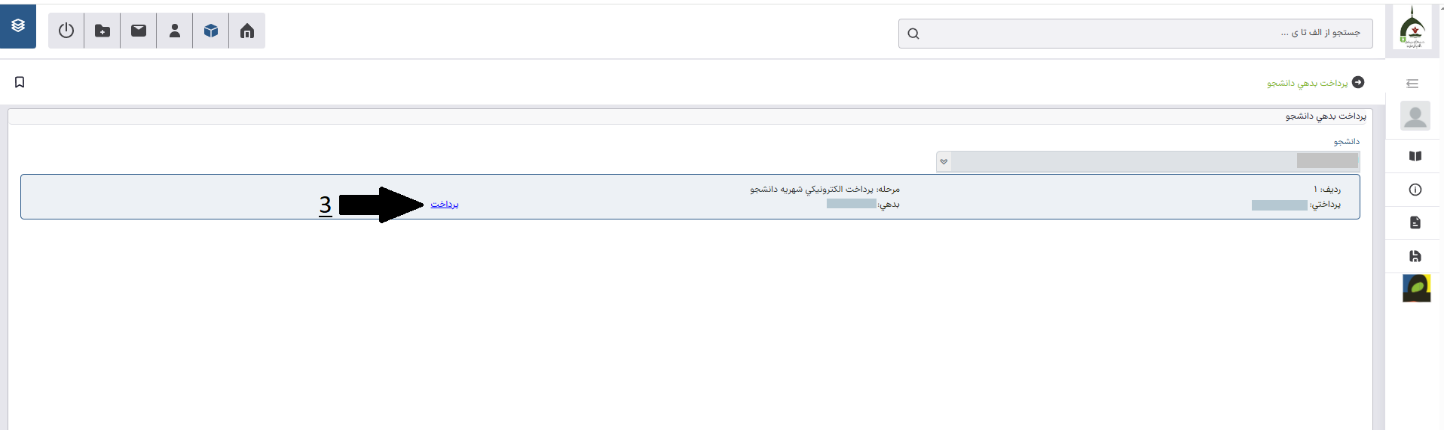 جستجو از الف تا ی ...
پرداخت بدهي دانشجو
پرداخت بدهي دانشجو
دانشجو
رديف: ۱ مرحله: پرداخت الکترونيکي شهريه دانشجو
پرداختي: بدهي: پرداخت 3